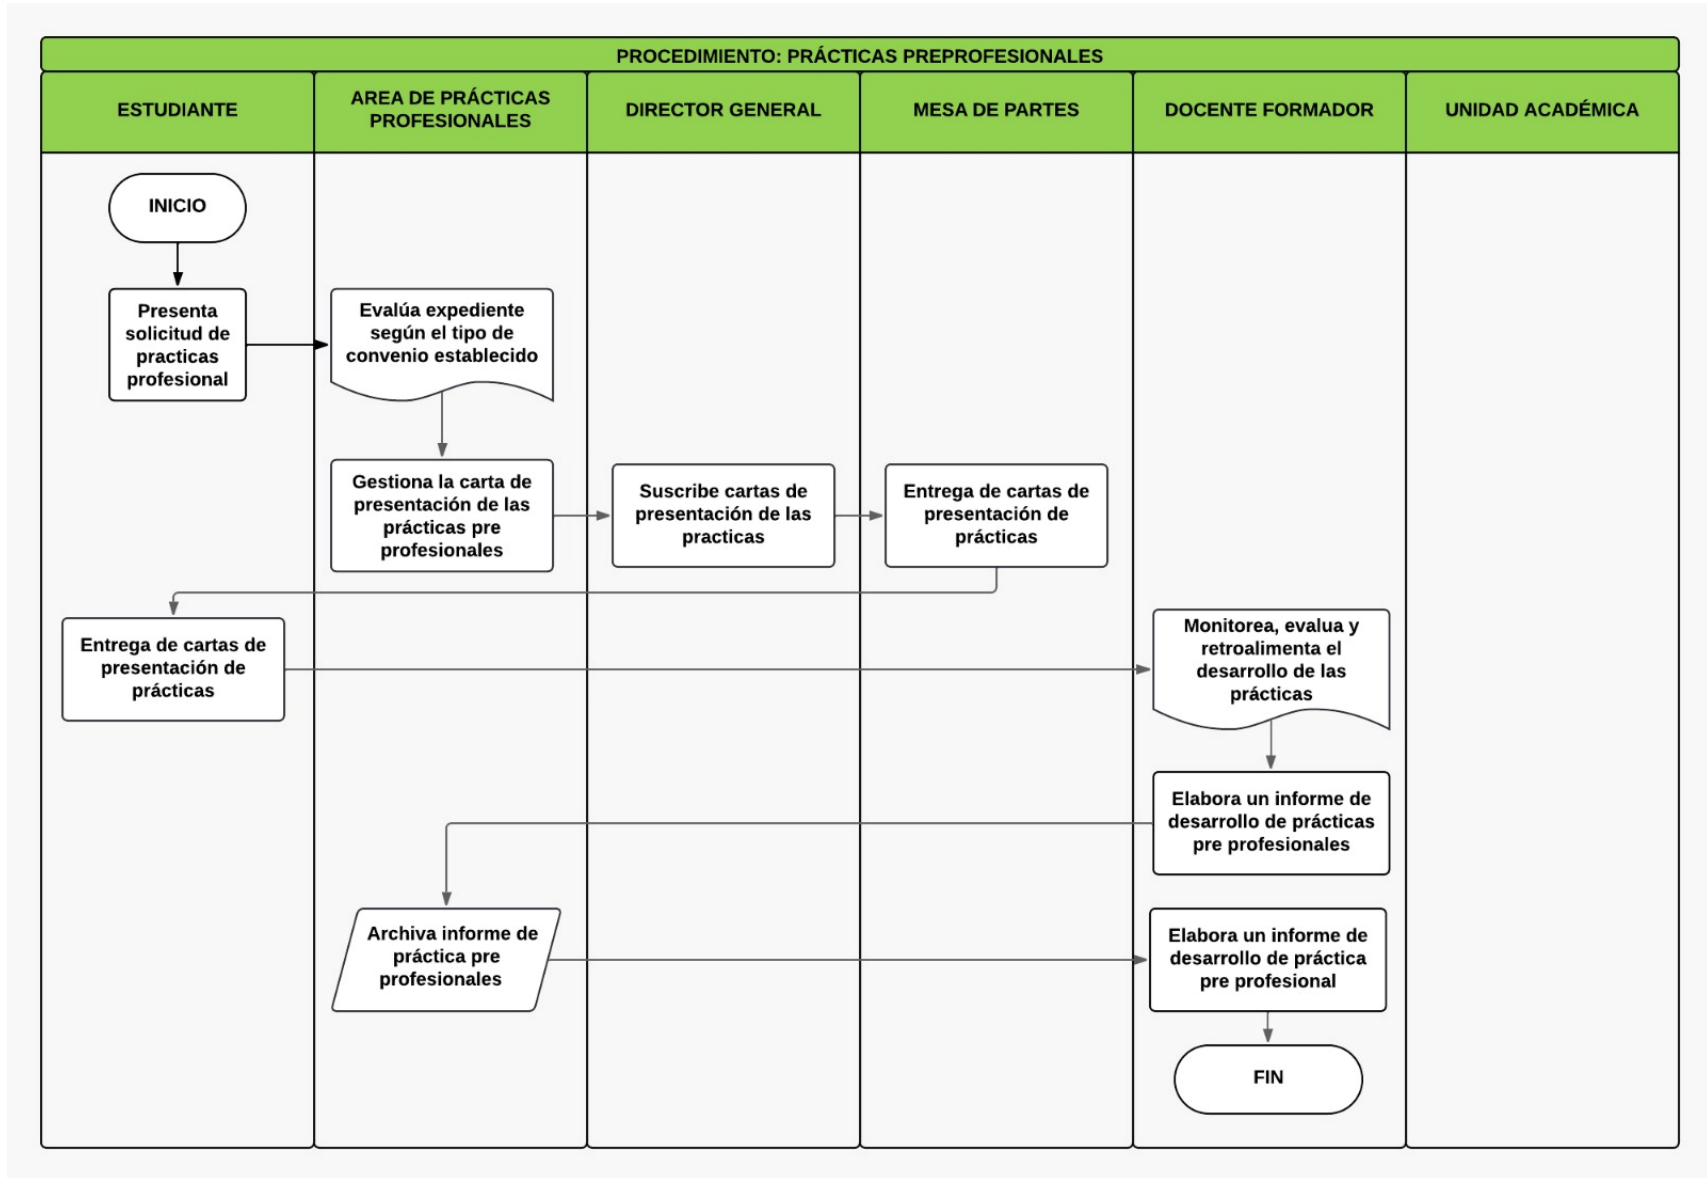 PROCEDIMIENTO: PRÁCTICAS PREPROFESIONALES
ESTUDIANTE
AREA DE PRÁCTICAS
PROFESIONALES
DIRECTOR GENERAL
MESA DE PARTES
DOCENTE FORMADOR
UNIDAD ACADÉMICA
INICIO
Presenta
solicitud de
practicas
profesional
Evalúa expediente
según el tipo de
convenio establecido
Gestiona la carta de
presentación de las
prácticas pre
profesionales
Suscribe cartas de
presentación de las
practicas
Entrega de cartas de
presentación de
prácticas
Entrega de cartas de
presentación de
prácticas
Monitorea, evalua y
retroalimenta el
desarrollo de las
prácticas
Elabora un informe de
desarrollo de prácticas
pre profesionales
Archiva informe de
práctica pre
profesionales
Elabora un informe de
desarrollo de práctica
pre profesional
FIN